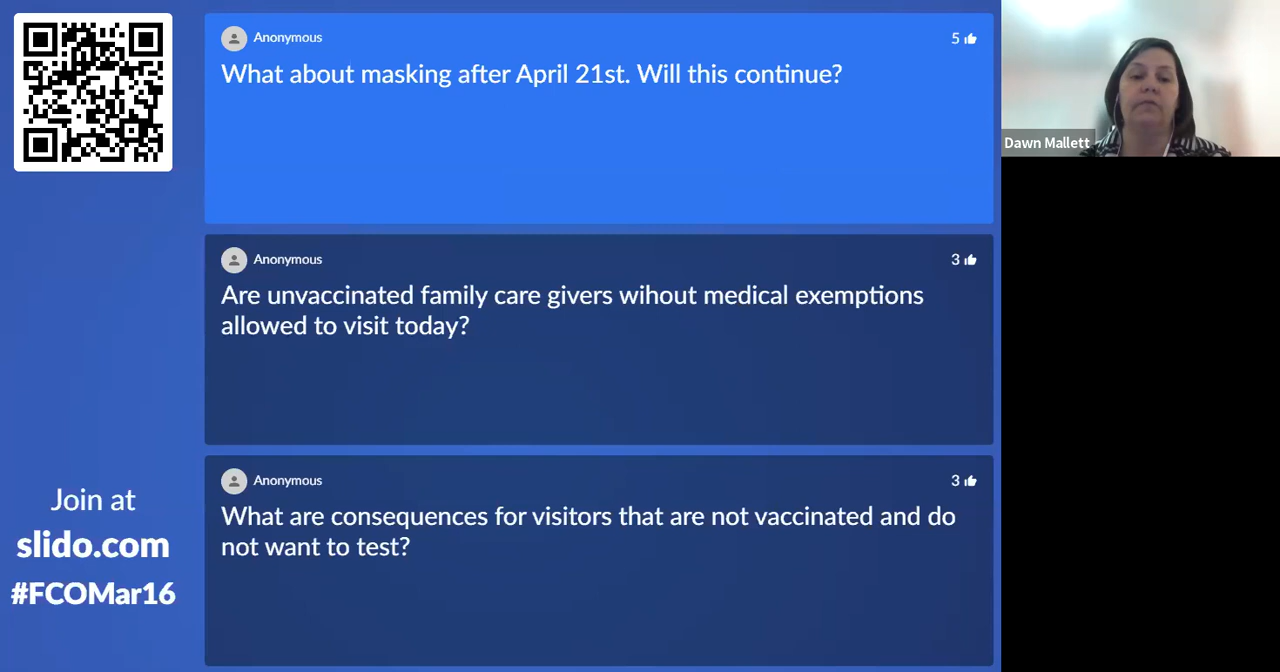 Anonymous
5
What about masking after April 21st. Will this continue?
Dawn Mallett
Anonymous
3
Are unvaccinated family care givers wihout medical exemptions
allowed to visit today?
Anonymous
3
What are consequences for visitors that are not vaccinated and do
not want to test?
Join at
slido.com
#FCOMar16